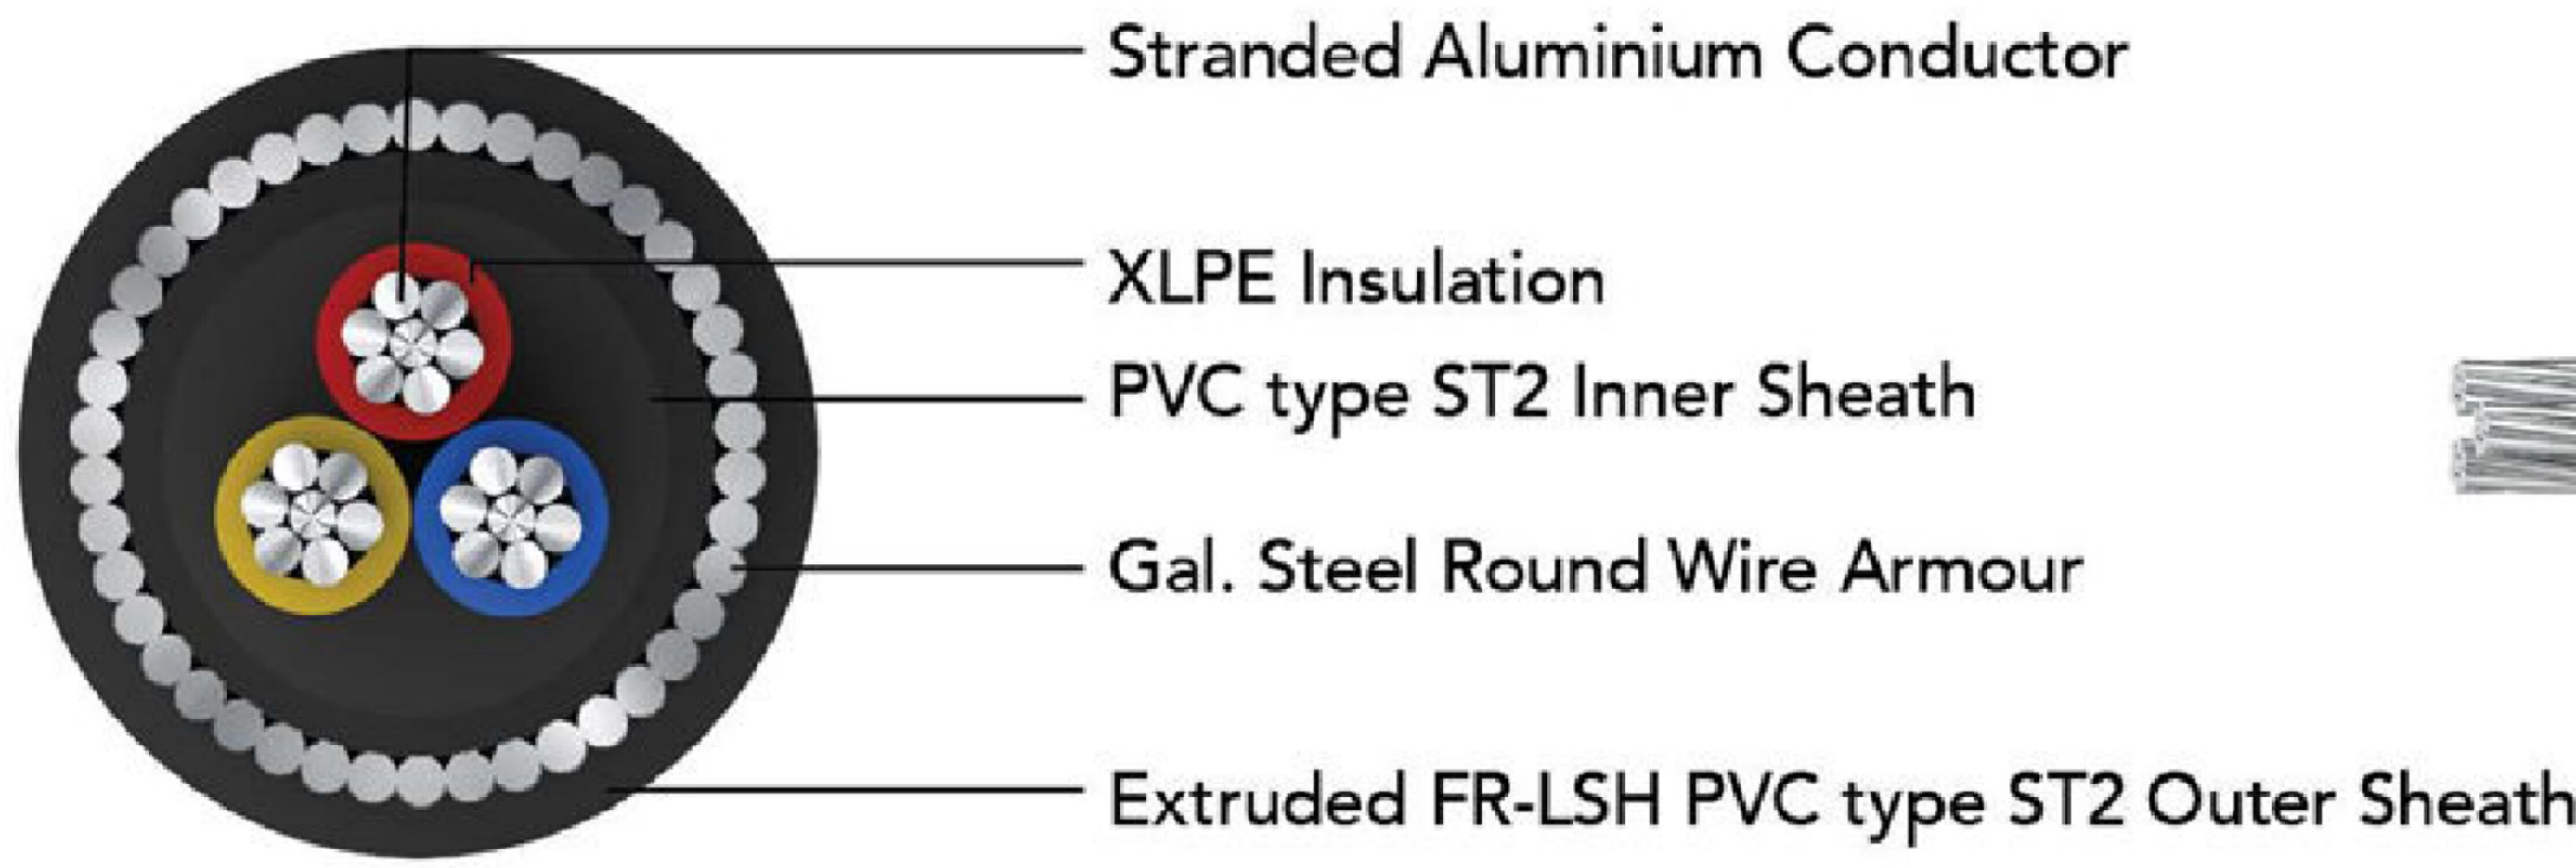 Stranded Aluminium Conductor
XLPE Insulation
PVC type ST2 Inner Sheath
Gal. Steel Round Wire Armour
Extruded FR-LSH PVC type ST2 Outer Sheath